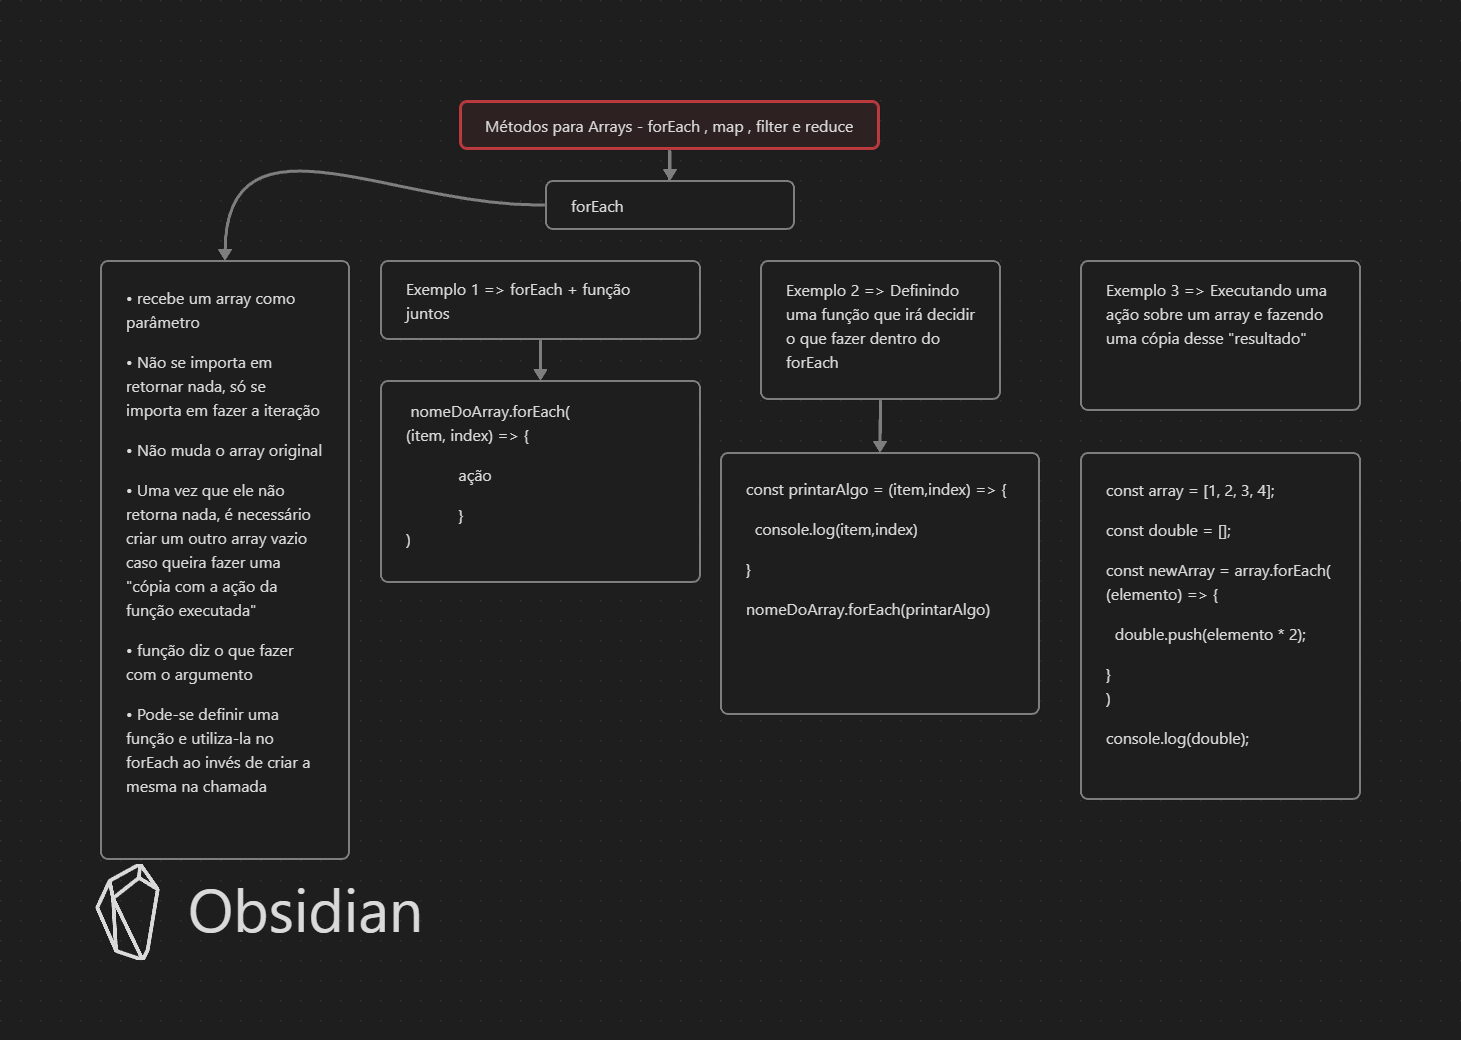 Métodos para Arrays - forEach , map , filter e reduce
forEach
• recebe um array como
parâmetro
• Não se importa em
retornar nada, só se
importa em fazer a iteração
• Não muda o array original
• Uma vez que ele não
retorna nada, é necessário
criar um outro array vazio
caso queira fazer uma
"cópia com a ação da
função executada"
• função diz o que fazer
com o argumento
• Pode-se definir uma
função e utiliza-la no
forEach ao invés de criar a
mesma na chamada
Exemplo 1 => forEach + função
juntos
nomeDoArray.forEach(
(item, index) => {
ação
}
)
Exemplo 2 => Definindo
uma função que irá decidir
o que fazer dentro do
forEach
const printarAlgo = (item,index) => {
console.log(item,index)
}
nomeDoArray.forEach(printarAlgo)
Exemplo 3 => Executando uma
ação sobre um array e fazendo
uma cópia desse "resultado"
const array = [1, 2, 3, 4];
const double = [];
const newArray = array.forEach(
(elemento) => {
double.push(elemento * 2);
}
)
console.log(double);
Obsidian